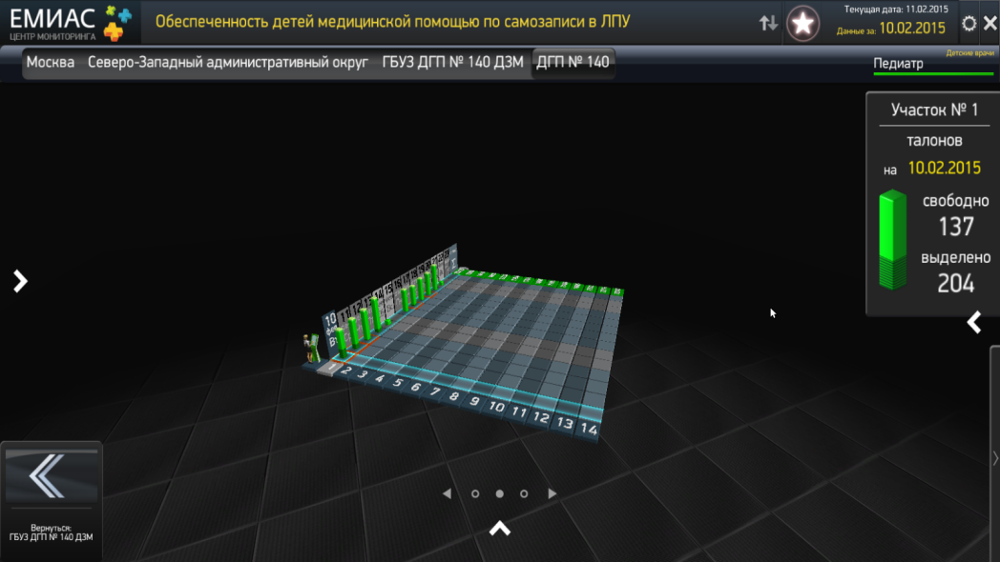 ЕМИАС
ЦЕНТР МОНИТОРИНГА
Обеспеченность детей медицинской помощью по самозаписи в ЛПУ
Текущая дата: 11.02.2015
Данные за: 10.02.2015
Москва Северо-Западный административный округ ГБУЗ ДГП № 140 ДЗМ ДГП № 140
Детские врачи
Педиатр
Участок № 1
талонов
на 10.02.2015
свободно
137
выделено
204
10
1 2 3 4 5 6 7 8 9 10 11 12 13 14
Вернуться:
ГБУЗ ДГП № 140 ДЗМ